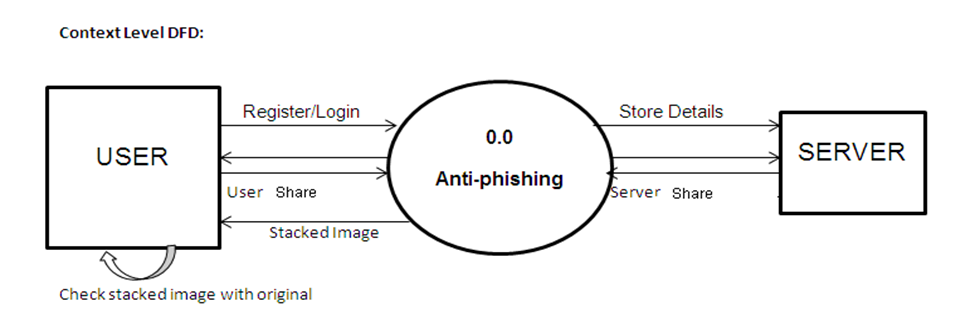 Context Level DFD:
Register/Login
Store Details
USER
0.0
Anti-phishing
SERVER
User Share
Server Share
Stacked Image
Check stacked image with original